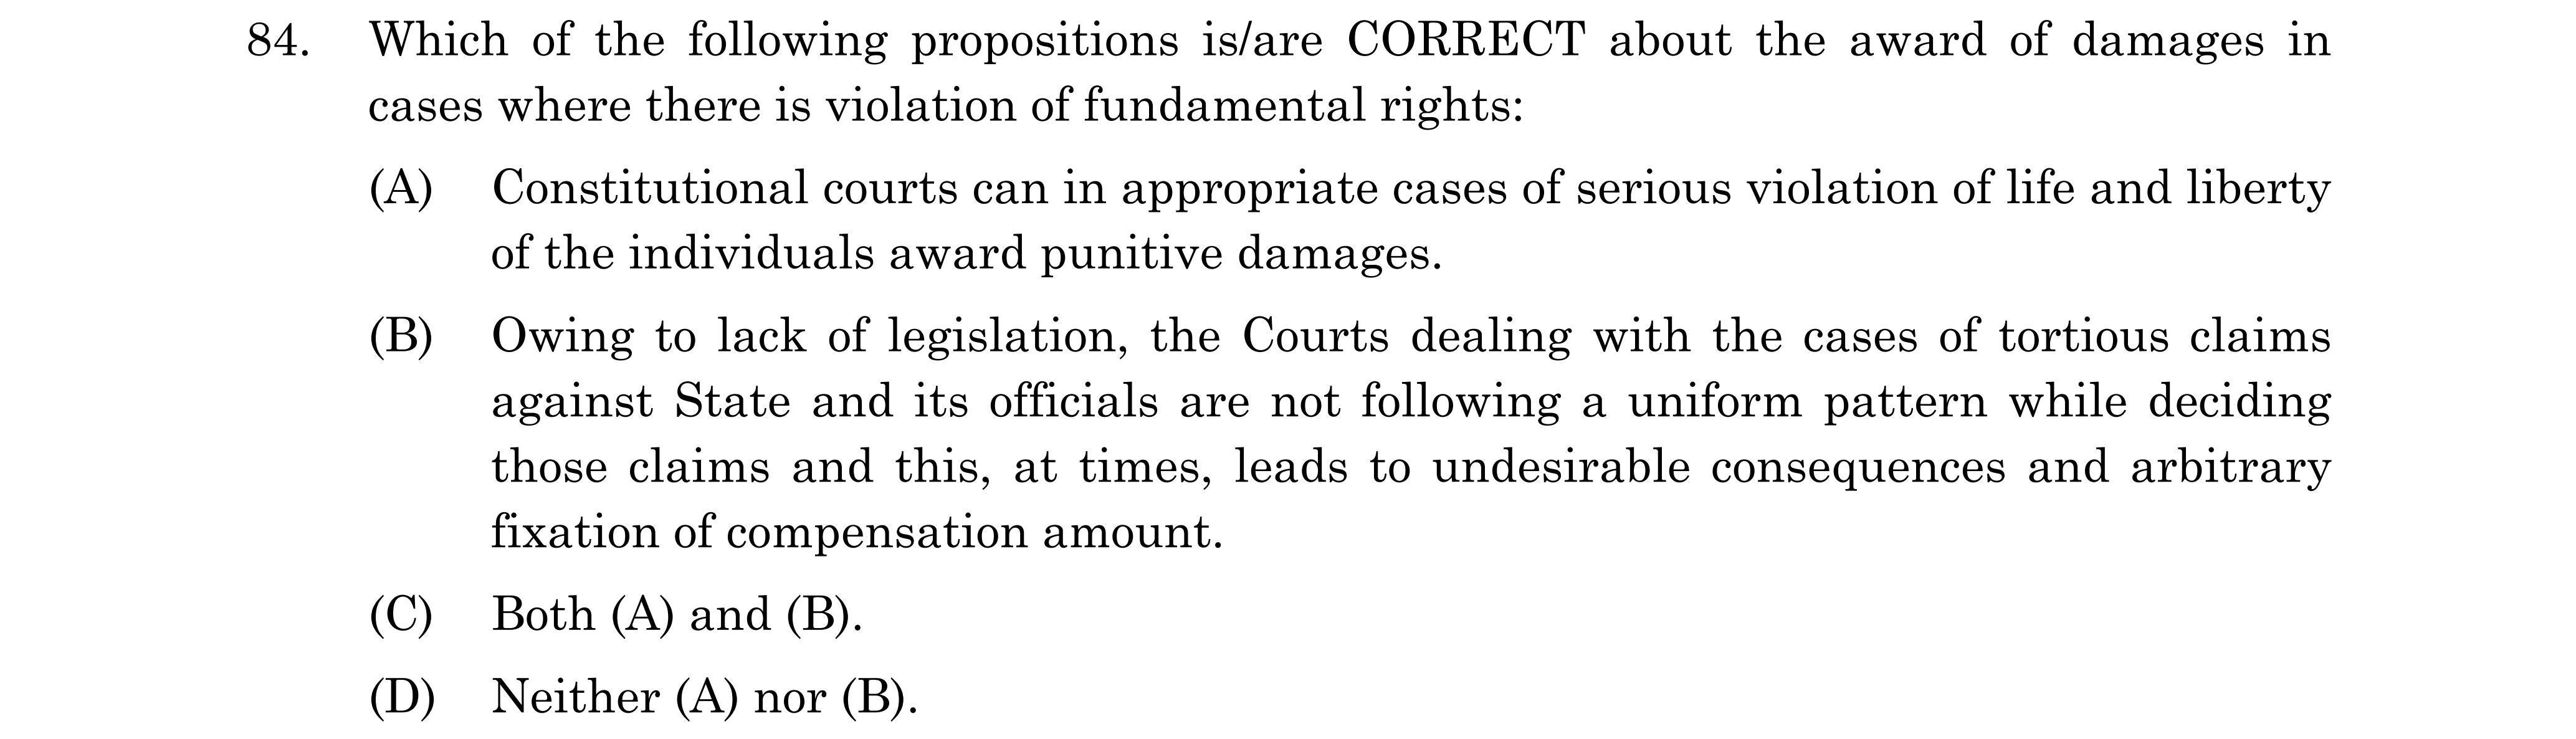 84. Which of the following propositions is/are CORRECT about the award of damages in
cases where there is violation of fundamental rights:
(A) Constitutional courts can in appropriate cases of serious violation of life and liberty
of the individuals award punitive damages.
(B) Owing to lack of legislation, the Courts dealing with the cases of tortious claims
against State and its officials are not following a uniform pattern while deciding
those claims and this, at times, leads to undesirable consequences and arbitrary
fixation of compensation amount.
(C) Both (A) and (B).
(D) Neither (A) nor (B).